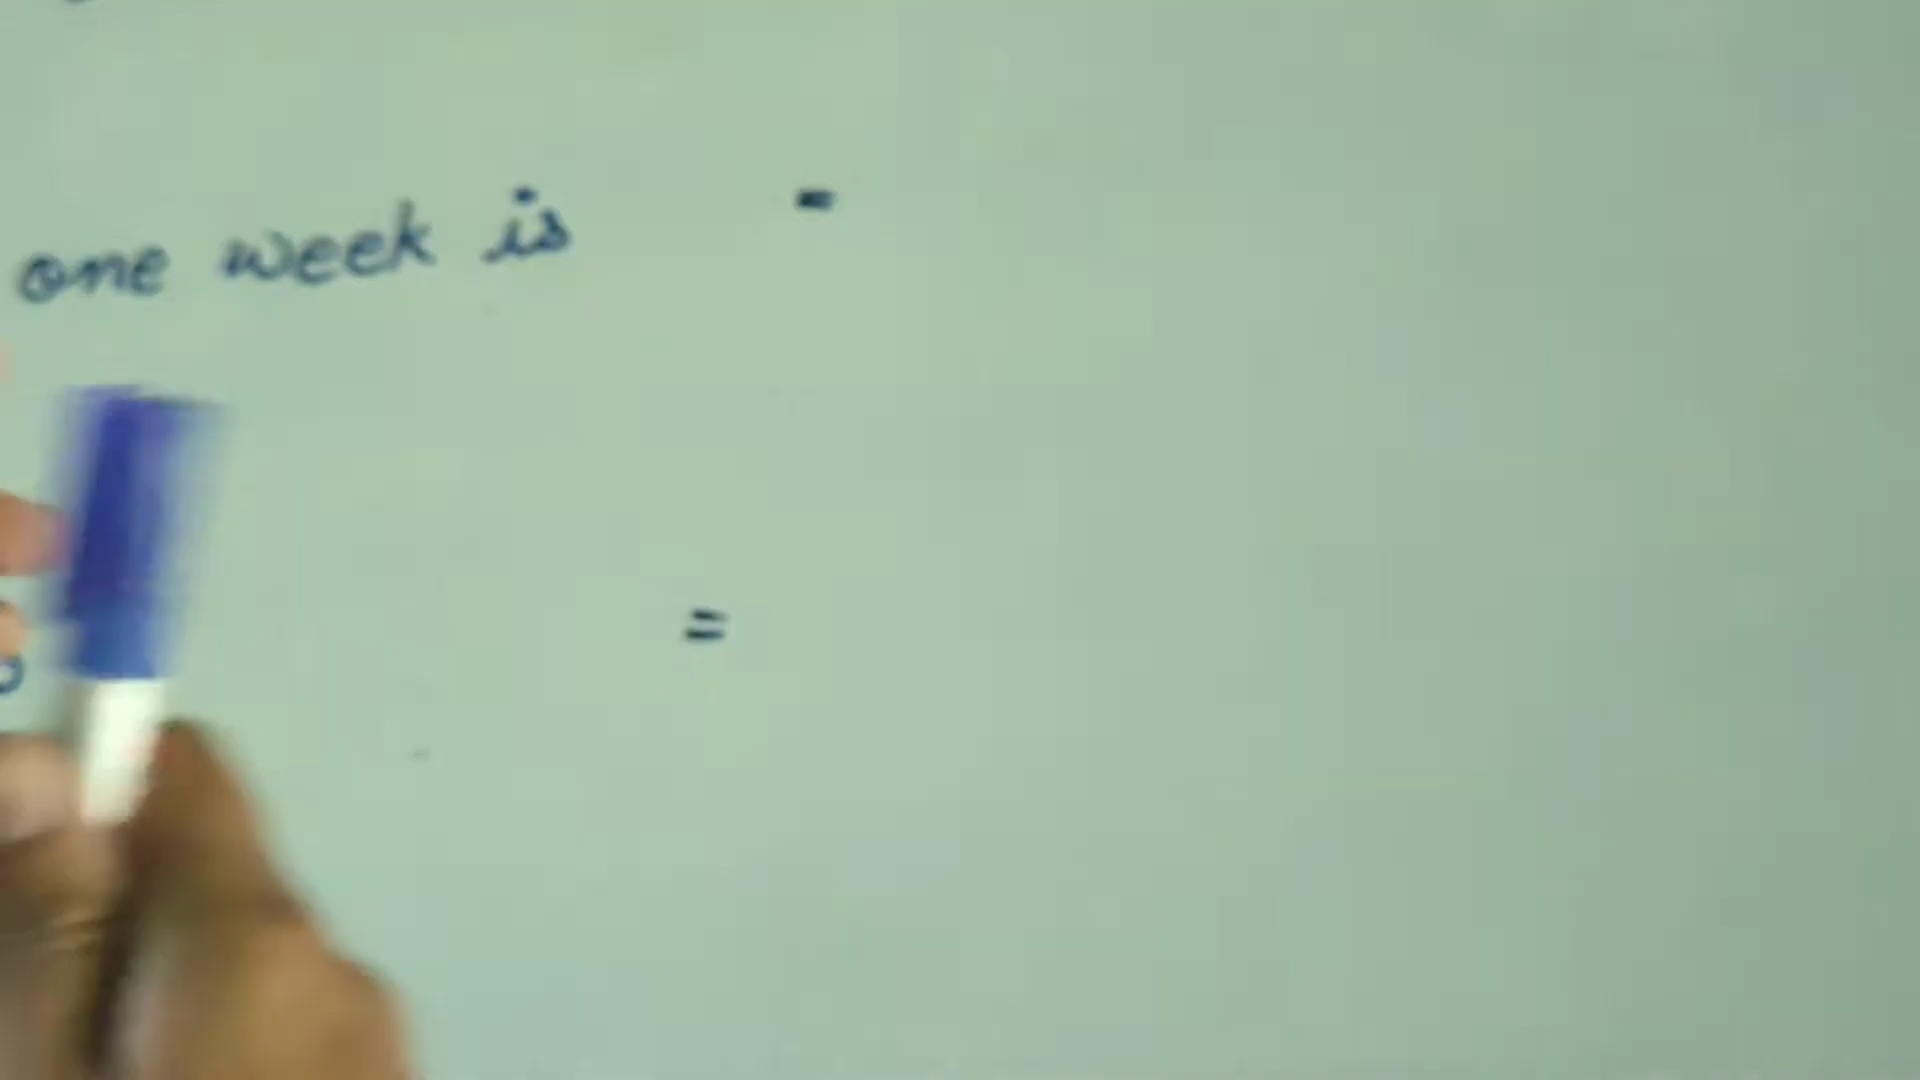 one week is -
=